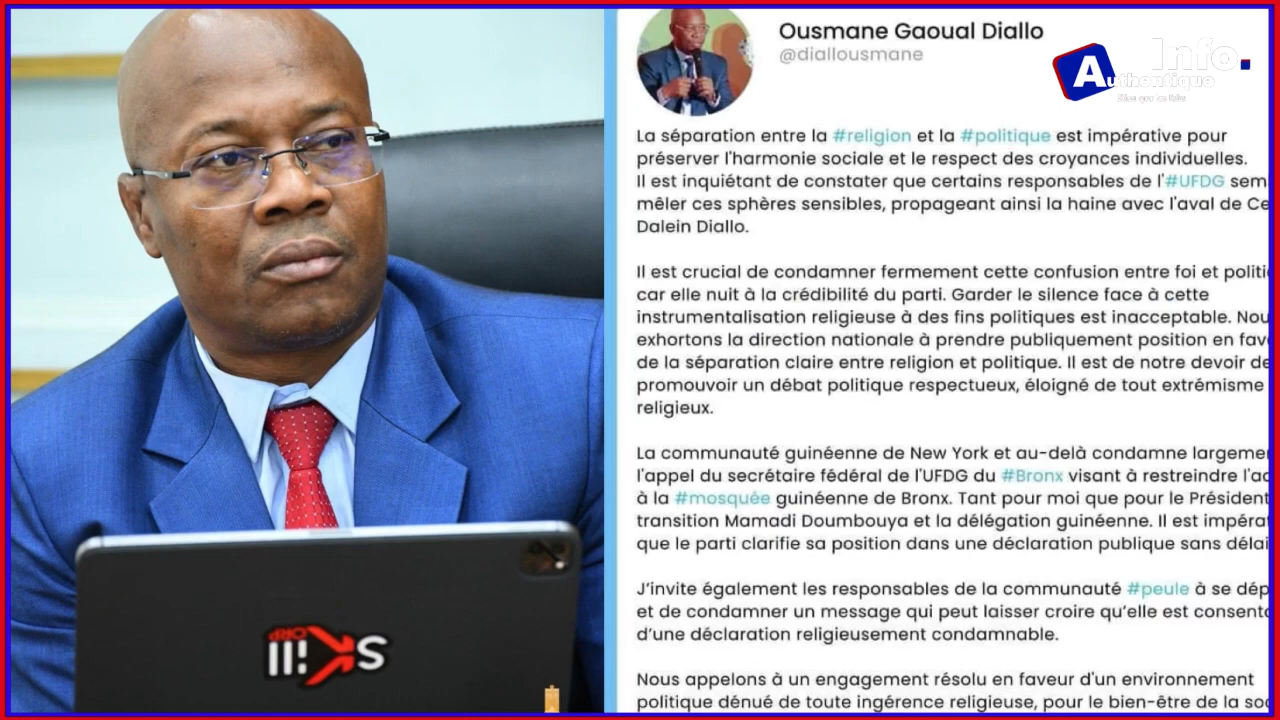 Ousmane Gaoual Diallo
@diallousmane
Info.
Authentique
La séparation entre la #religion et la #politique est impérative pour
préserver l'harmonie sociale et le respect des croyances individuelles.
Il est inquiétant de constater que certains responsables de l'#UFDG sem
mêler ces sphères sensibles, propageant ainsi la haine avec l'aval de Ce
Dalein Diallo.
Il est crucial de condamner fermement cette confusion entre foi et politi
car elle nuit à la crédibilité du parti. Garder le silence face à cette
instrumentalisation religieuse à des fins politiques est inacceptable. Nou
exhortons la direction nationale à prendre publiquement position en fav
de la séparation claire entre religion et politique. Il est de notre devoir de
promouvoir un débat politique respectueux, éloigné de tout extrémisme
religieux.
La communauté guinéenne de New York et au-delà condamne largeme
l'appel du secrétaire fédéral de l'UFDG du #Bronx visant à restreindre l'a
à la #mosquée guinéenne de Bronx. Tant pour moi que pour le Président
transition Mamadi Doumbouya et la délégation guinéenne. Il est impéra
que le parti clarifie sa position dans une déclaration publique sans délai
J'invite également les responsables de la communauté #peule à se dép
et de condamner un message qui peut laisser croire qu'elle est consent
d'une déclaration religieusement condamnable.
Nous appelons à un engagement résolu en faveur d'un environnement
politique dénué de toute ingérence religieuse, pour le bien-être de la so